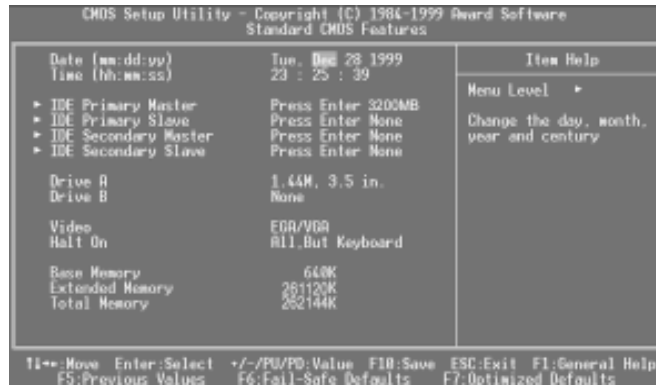 CMOS Setup Utility - Copyright (C) 1984-1999 Award Software
Standard CMOS Features
Date (mm:dd:yy) Tue, Dec 28 1999
Time (hh:mm:ss) 23 : 25 : 39
► IDE Primary Master Press Enter 3200MB
► IDE Primary Slave Press Enter None
► IDE Secondary Master Press Enter None
► IDE Secondary Slave Press Enter None
Drive A 1.44M, 3.5 in.
Drive B None
Video EGA/VGA
Halt On All,But Keyboard
Base Memory 640K
Extended Memory 261120K
Total Memory 262144K
Item Help
Menu Level ►
Change the day, month,
year and century
↑↓→←:Move Enter:Select +/-/PU/PD:Value F10:Save ESC:Exit F1:General Help
F5:Previous Values F6:Fail-Safe Defaults F7:Optimized Defaults